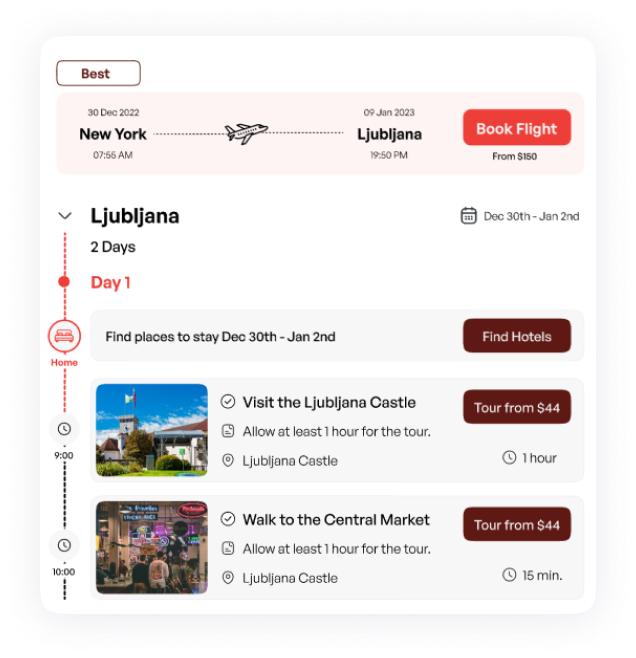 Best
30 Dec 2022
New York
07:55 AM
09 Jan 2023
Ljubljana
19:50 PM
Book Flight
From $150
Ljubljana
Dec 30th - Jan 2nd
2 Days
Day 1
Home
Find places to stay Dec 30th - Jan 2nd
Find Hotels
9:00
Visit the Ljubljana Castle
Allow at least 1 hour for the tour.
Ljubljana Castle
Tour from $44
1 hour
10:00
Walk to the Central Market
Allow at least 1 hour for the tour.
Ljubljana Castle
Tour from $44
15 min.